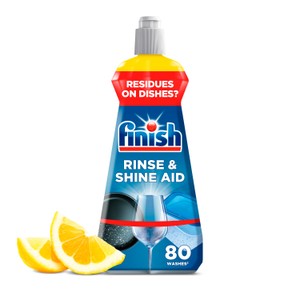 RESIDUES
ON DISHES?
finish
RINSE &
SHINE AID
80
WASHES*